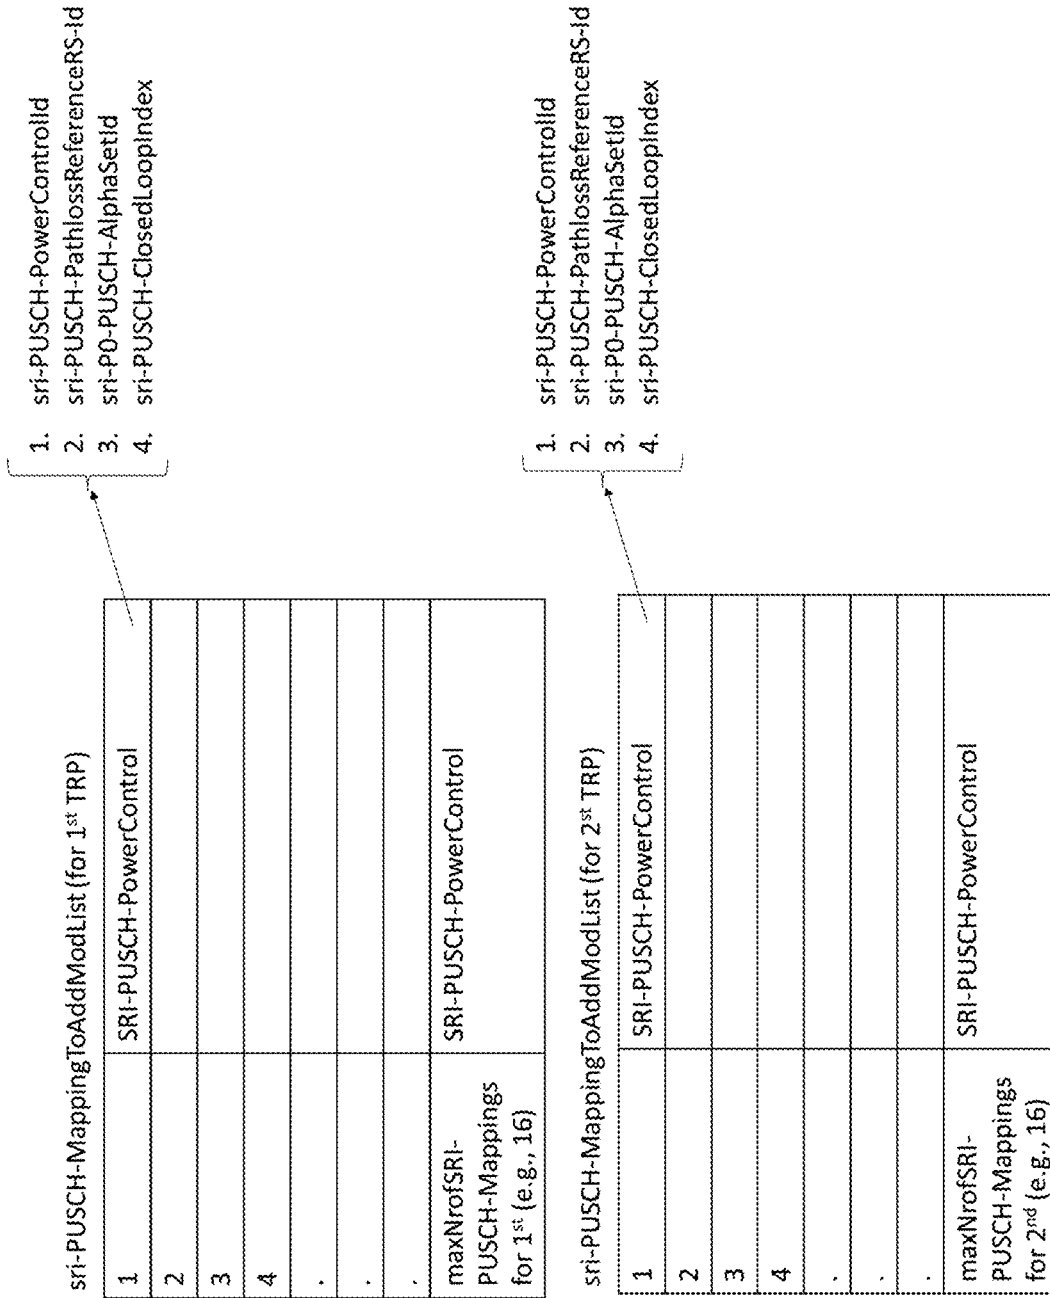 sri-PUSCH-MappingToAddModList (for 1st TRP)
1 SRI-PUSCH-PowerControl
2
3
4
.
.
.
maxNrofSRI- SRI-PUSCH-PowerControl
PUSCH-Mappings
for 1st (e.g., 16)
1. sri-PUSCH-PowerControlId
2. sri-PUSCH-PathlossReferenceRS-Id
3. sri-P0-PUSCH-AlphaSetId
4. sri-PUSCH-ClosedLoopIndex
sri-PUSCH-MappingToAddModList (for 2st TRP)
1 SRI-PUSCH-PowerControl
2
3
4
.
.
.
maxNrofSRI- SRI-PUSCH-PowerControl
PUSCH-Mappings
for 2nd (e.g., 16)
1. sri-PUSCH-PowerControlId
2. sri-PUSCH-PathlossReferenceRS-Id
3. sri-P0-PUSCH-AlphaSetId
4. sri-PUSCH-ClosedLoopIndex